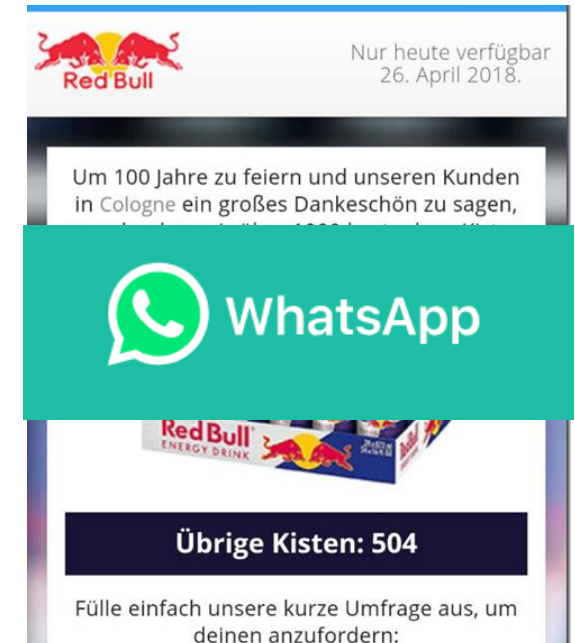 Red Bull
Nur heute verfügbar
26. April 2018.
Um 100 Jahre zu feiern und unseren Kunden
in Cologne ein großes Dankeschön zu sagen,
WhatsApp
Red Bull
ENERGY DRINK
Übrige Kisten: 504
Fülle einfach unsere kurze Umfrage aus, um
deinen anzufordern: